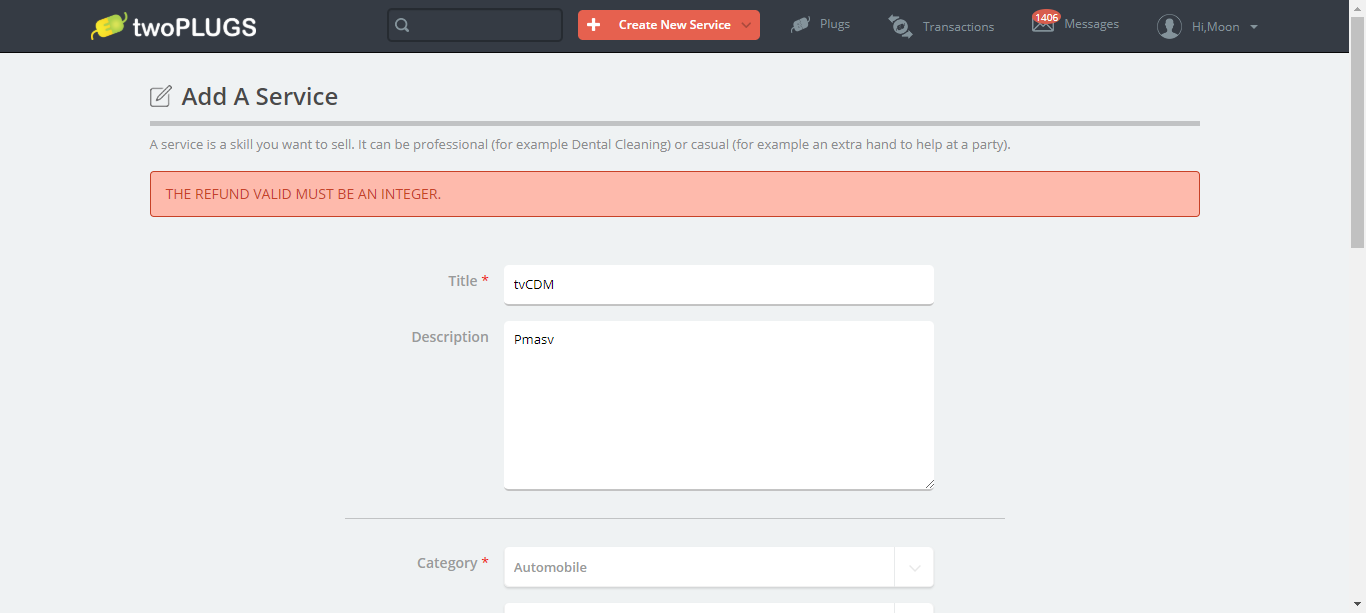 twoPLUGS
Create New Service
Plugs
Transactions
1406
Messages
Hi,Moon
Add A Service
A service is a skill you want to sell. It can be professional (for example Dental Cleaning) or casual (for example an extra hand to help at a party).
THE REFUND VALID MUST BE AN INTEGER.
Title *
tvCDM
Description
Pmasv
Category *
Automobile